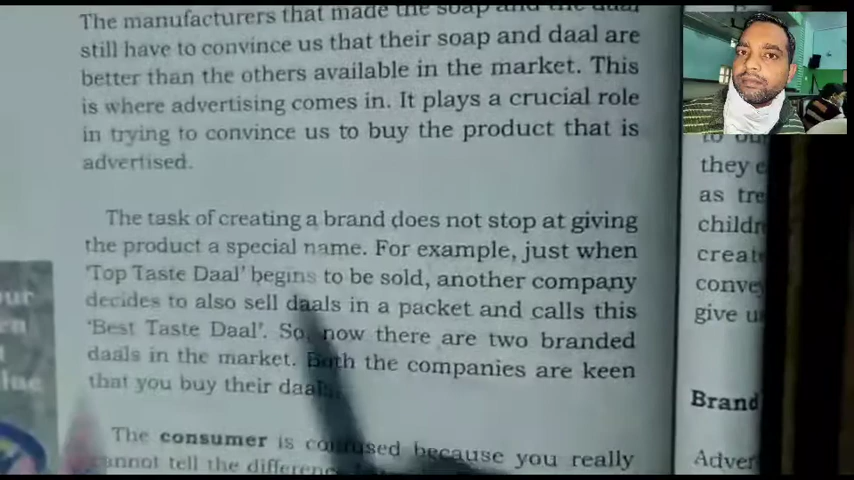 The manufacturers that made the soap and the daal
still have to convince us that their soap and daal are
better than the others available in the market. This
is where advertising comes in. It plays a crucial role
in trying to convince us to buy the product that is
advertised.
The task of creating a brand does not stop at giving
the product a special name. For example, just when
'Top Taste Daal' begins to be sold, another company
decides to also sell daals in a packet and calls this
'Best Taste Daal'. So, now there are two branded
daals in the market. Both the companies are keen
that you buy their daals.
The consumer is confused because you really
cannot tell the difference
they
as
give
Brand